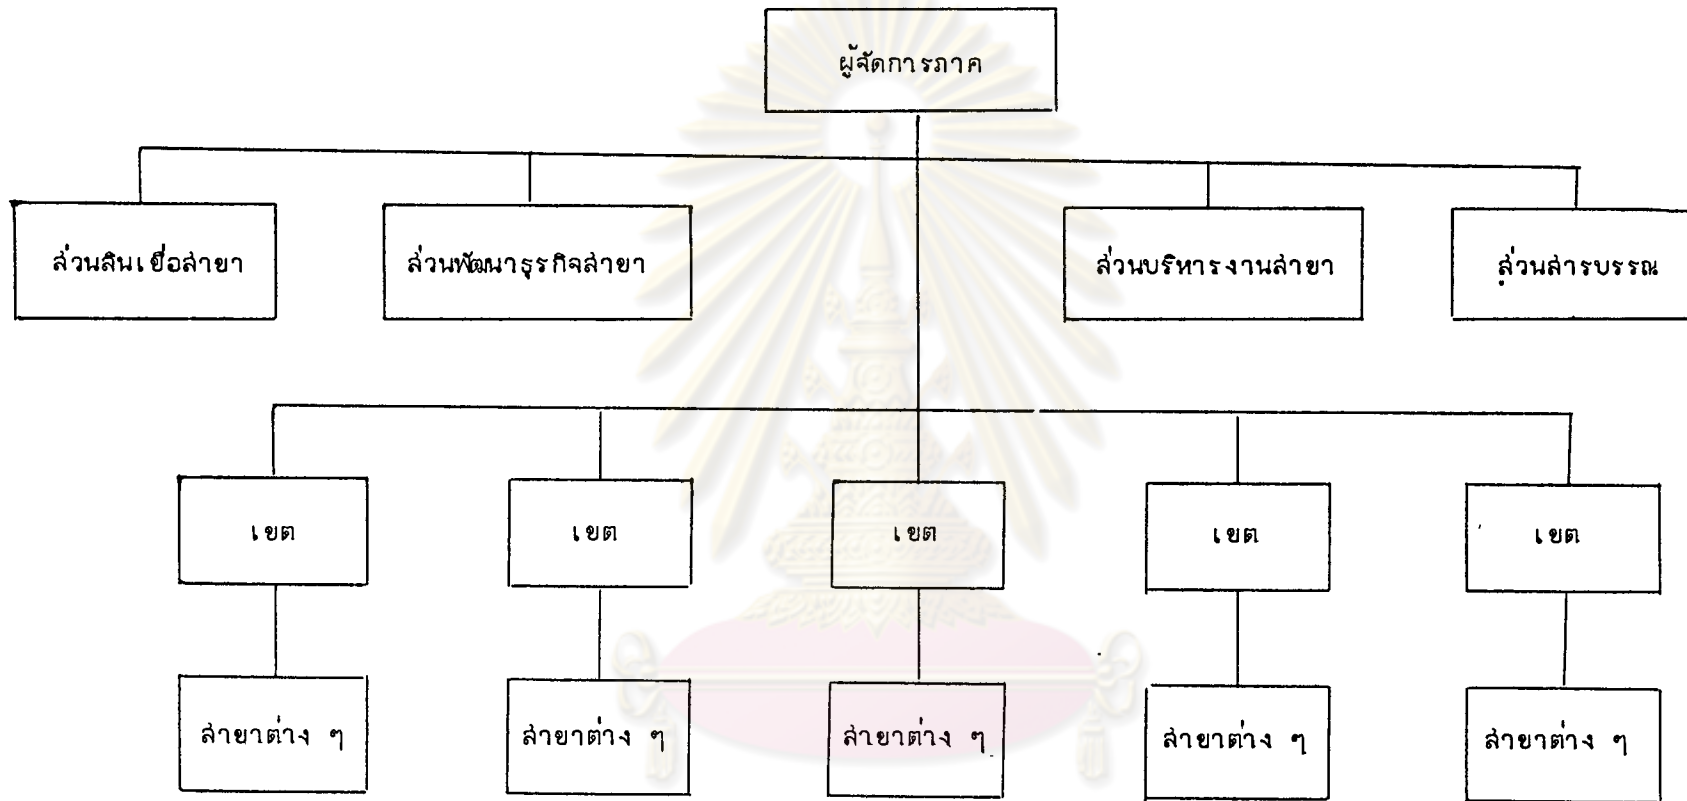 ผู้จัดการภาค
ส่วนสินเชื่อสาขา
ส่วนพัฒนาธุรกิจสาขา
ส่วนบริหารงานสาขา
ส่วนสารบรรณ
เขต
เขต
เขต
เขต
เขต
สาขาต่าง ๆ
สาขาต่าง ๆ
สาขาต่าง ๆ
สาขาต่าง ๆ
สาขาต่าง ๆ